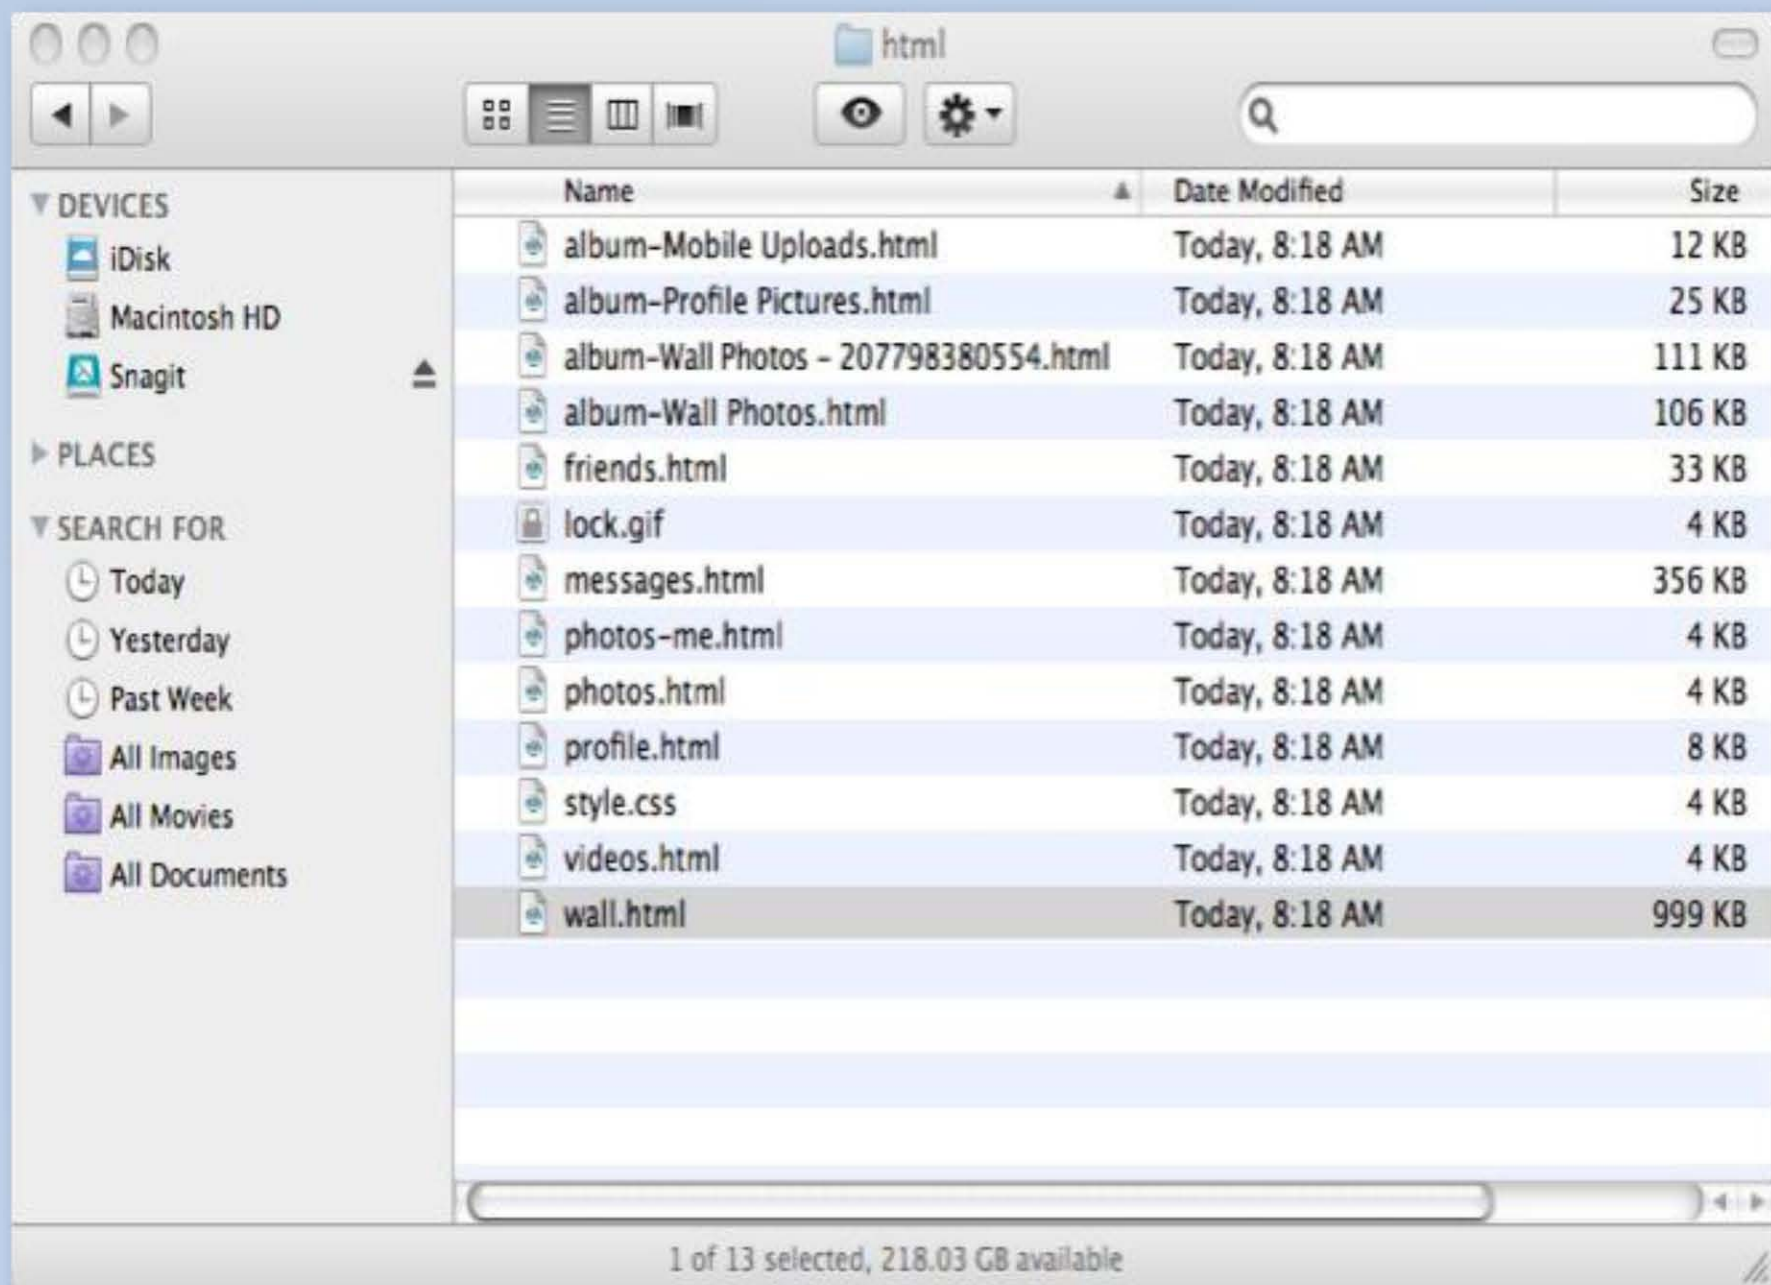 html
DEVICES
iDisk
Macintosh HD
Snagit
PLACES
SEARCH FOR
Today
Yesterday
Past Week
All Images
All Movies
All Documents
Name Date Modified Size
album-Mobile Uploads.html Today, 8:18 AM 12 KB
album-Profile Pictures.html Today, 8:18 AM 25 KB
album-Wall Photos - 207798380554.html Today, 8:18 AM 111 KB
album-Wall Photos.html Today, 8:18 AM 106 KB
friends.html Today, 8:18 AM 33 KB
lock.gif Today, 8:18 AM 4 KB
messages.html Today, 8:18 AM 356 KB
photos-me.html Today, 8:18 AM 4 KB
photos.html Today, 8:18 AM 4 KB
profile.html Today, 8:18 AM 8 KB
style.css Today, 8:18 AM 4 KB
videos.html Today, 8:18 AM 4 KB
wall.html Today, 8:18 AM 999 KB
1 of 13 selected, 218.03 GB available